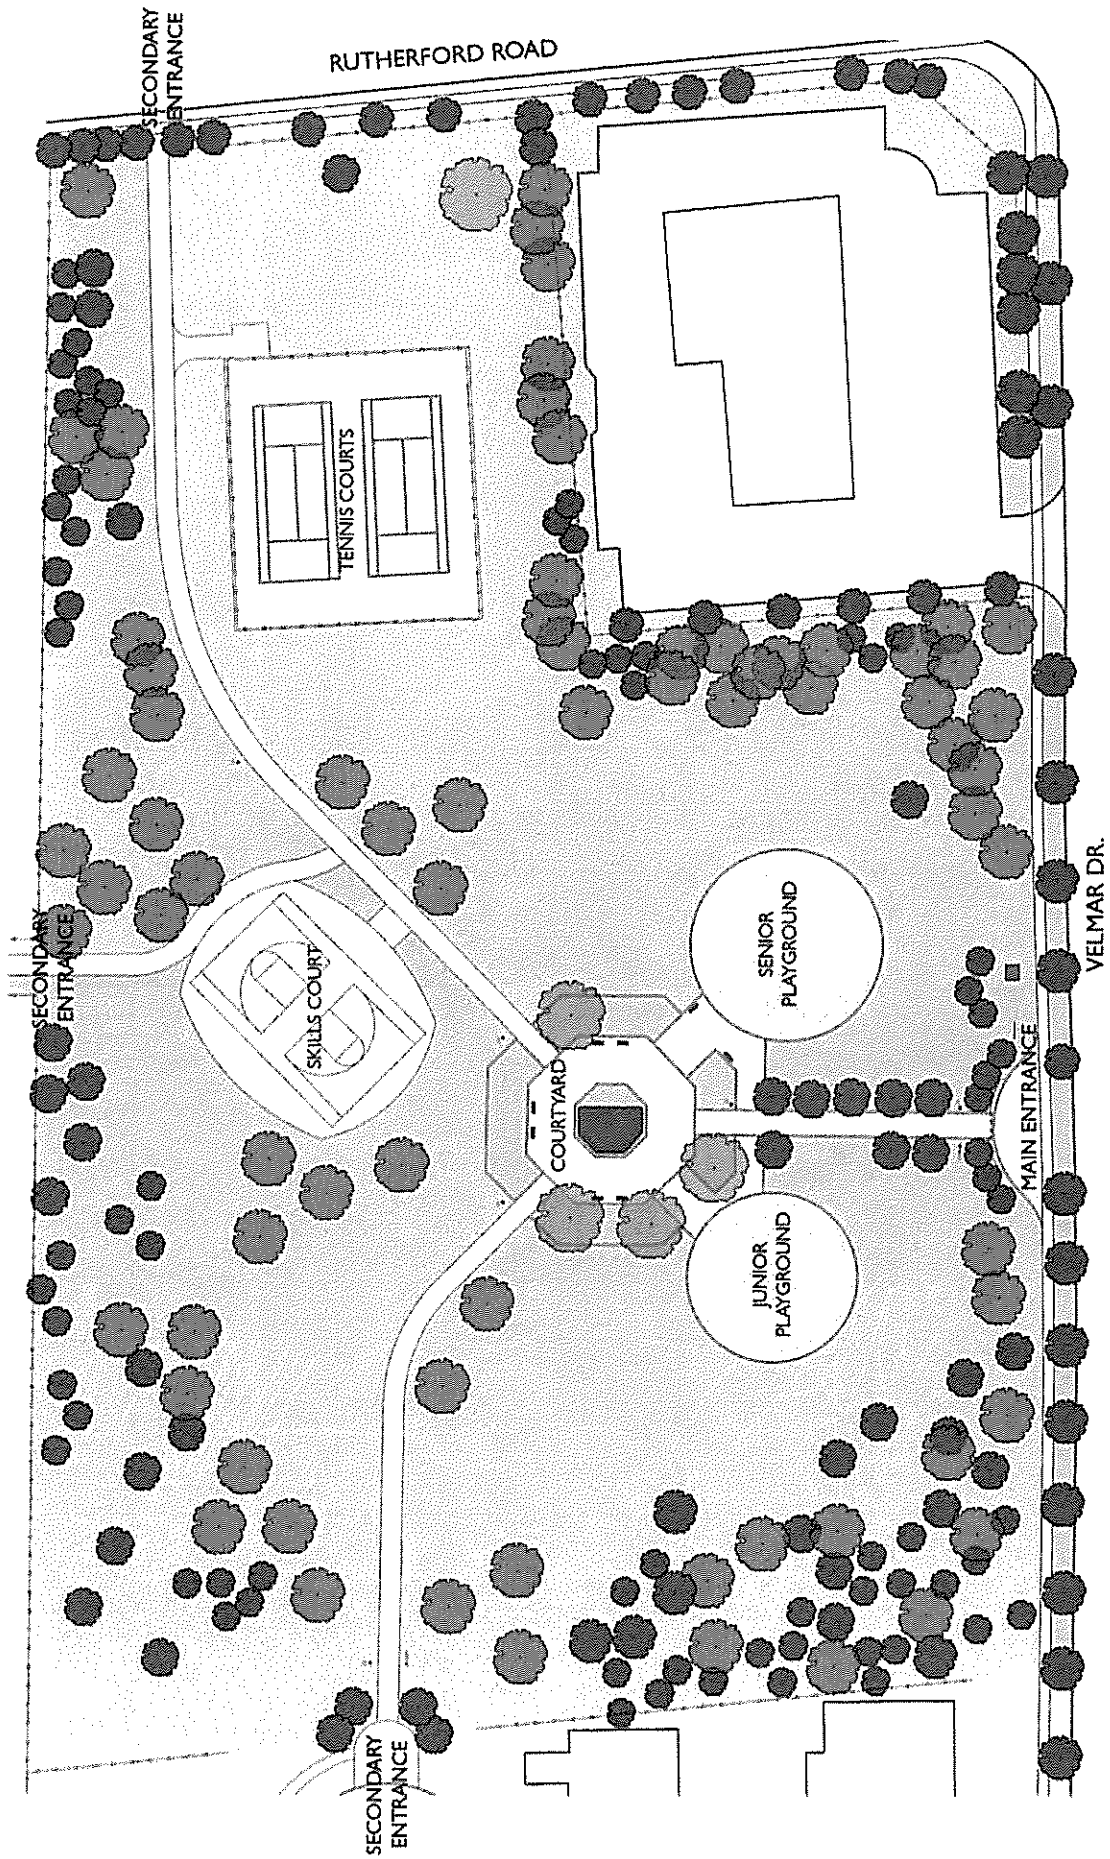 SECONDARY
ENTRANCE
RUTHERFORD ROAD
TENNIS COURTS
SECONDARY
ENTRANCE
SKILLS COURT
SENIOR
PLAYGROUND
COURTYARD
MAIN ENTRANCE
VELMAR DR.
JUNIOR
PLAYGROUND
SECONDARY
ENTRANCE